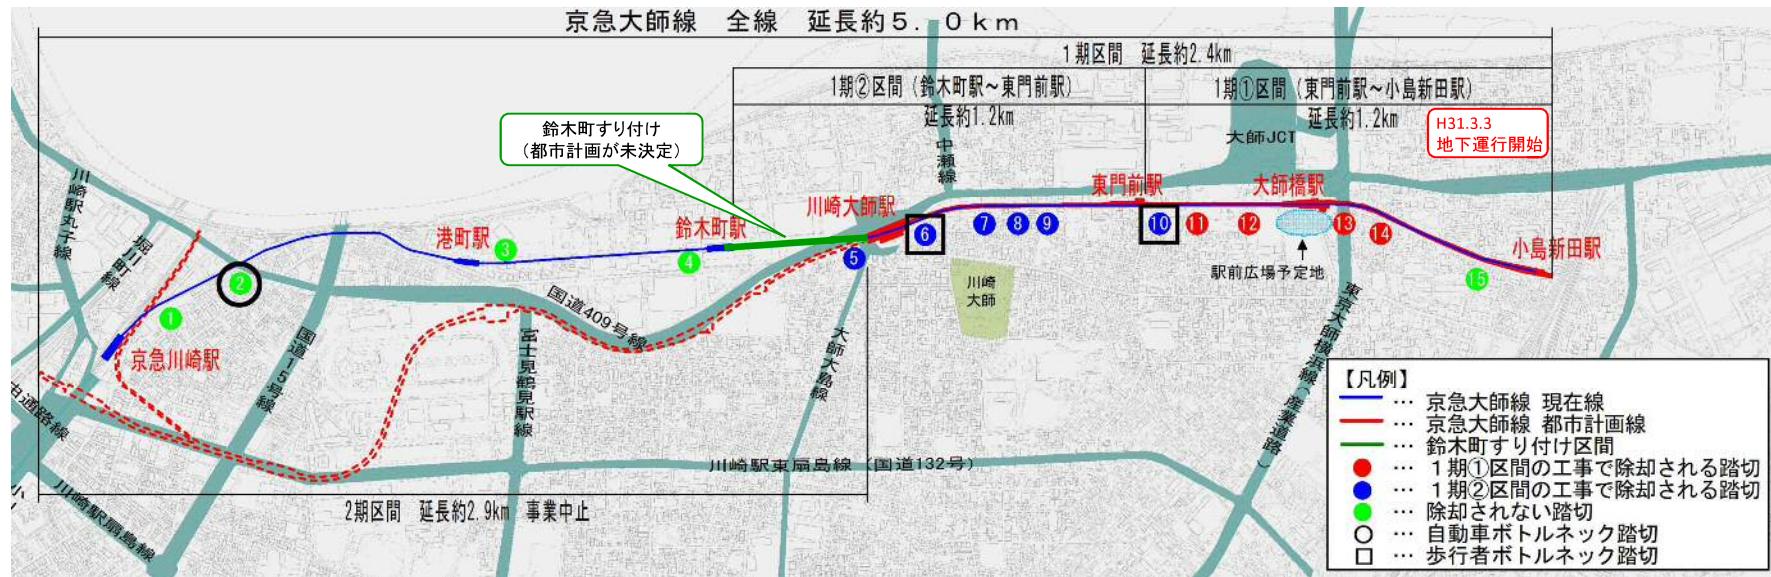 京急大師線 全線 延長約5.0km
1期区間 延長約2.4km
1期②区間(鈴木町駅～東門前駅)
延長約1.2km
1期①区間(東門前駅～小島新田駅)
延長約1.2km
H31.3.3
地下運行開始
鈴木町すり付け
(都市計画が未決定)
大師JCT
中瀬線
川崎駅丸子線
堀川町線
港町駅
鈴木町駅
川崎大師駅
東門前駅
大師橋駅
小島新田駅
京急川崎駅
1
2
3
4
5
6
7
8
9
10
11
12
13
14
15
駅前広場予定地
川崎
大師
国道409号線
国道15号線
富士見鶴見駅線
大師大島線
東京大師横浜線(産業道路)
川崎駅東扇島線(国道132号)
川崎駅扇島線
由通路線
小
2期区間 延長約2.9km 事業中止
【凡例】
… 京急大師線 現在線
… 京急大師線 都市計画線
… 鈴木町すり付け区間
… 1期①区間の工事で除却される踏切
… 1期②区間の工事で除却される踏切
… 除却されない踏切
… 自動車ボトルネック踏切
… 歩行者ボトルネック踏切